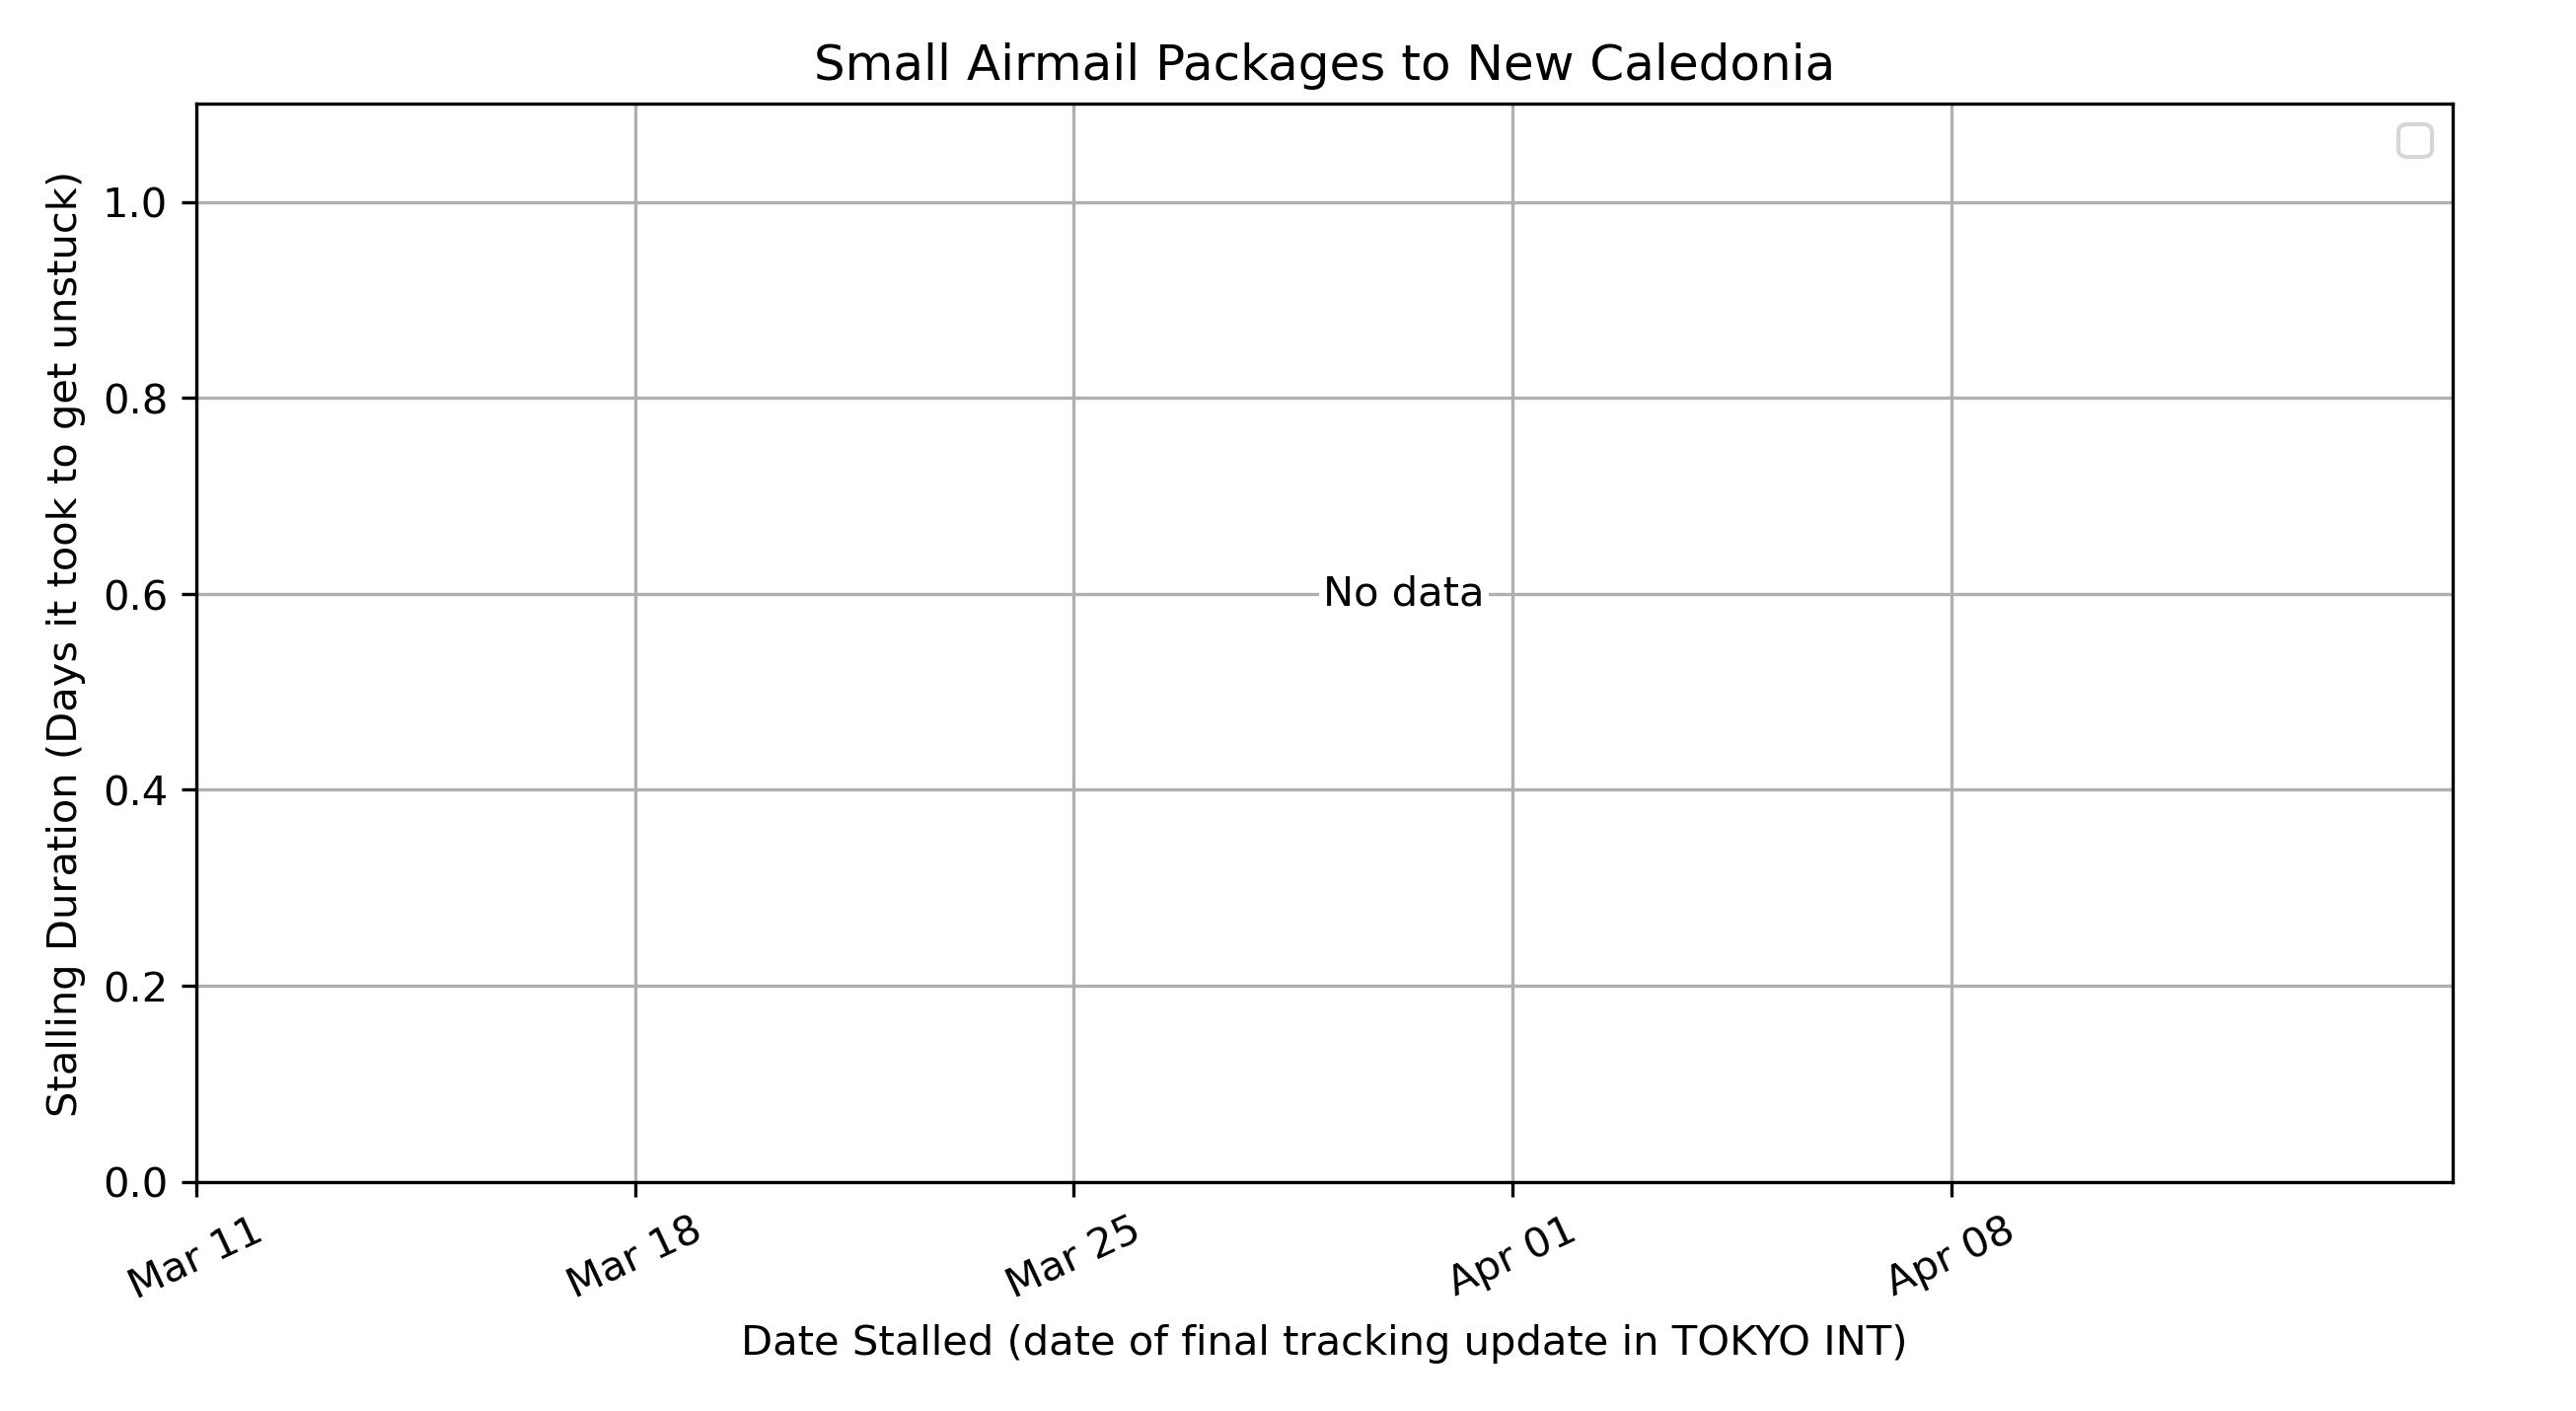 Small Airmail Packages to New Caledonia
Stalling Duration (Days it took to get unstuck)
1.0
0.8
0.6
0.4
0.2
0.0
No data
Mar 11
Mar 18
Mar 25
Apr 01
Apr 08
Date Stalled (date of final tracking update in TOKYO INT)